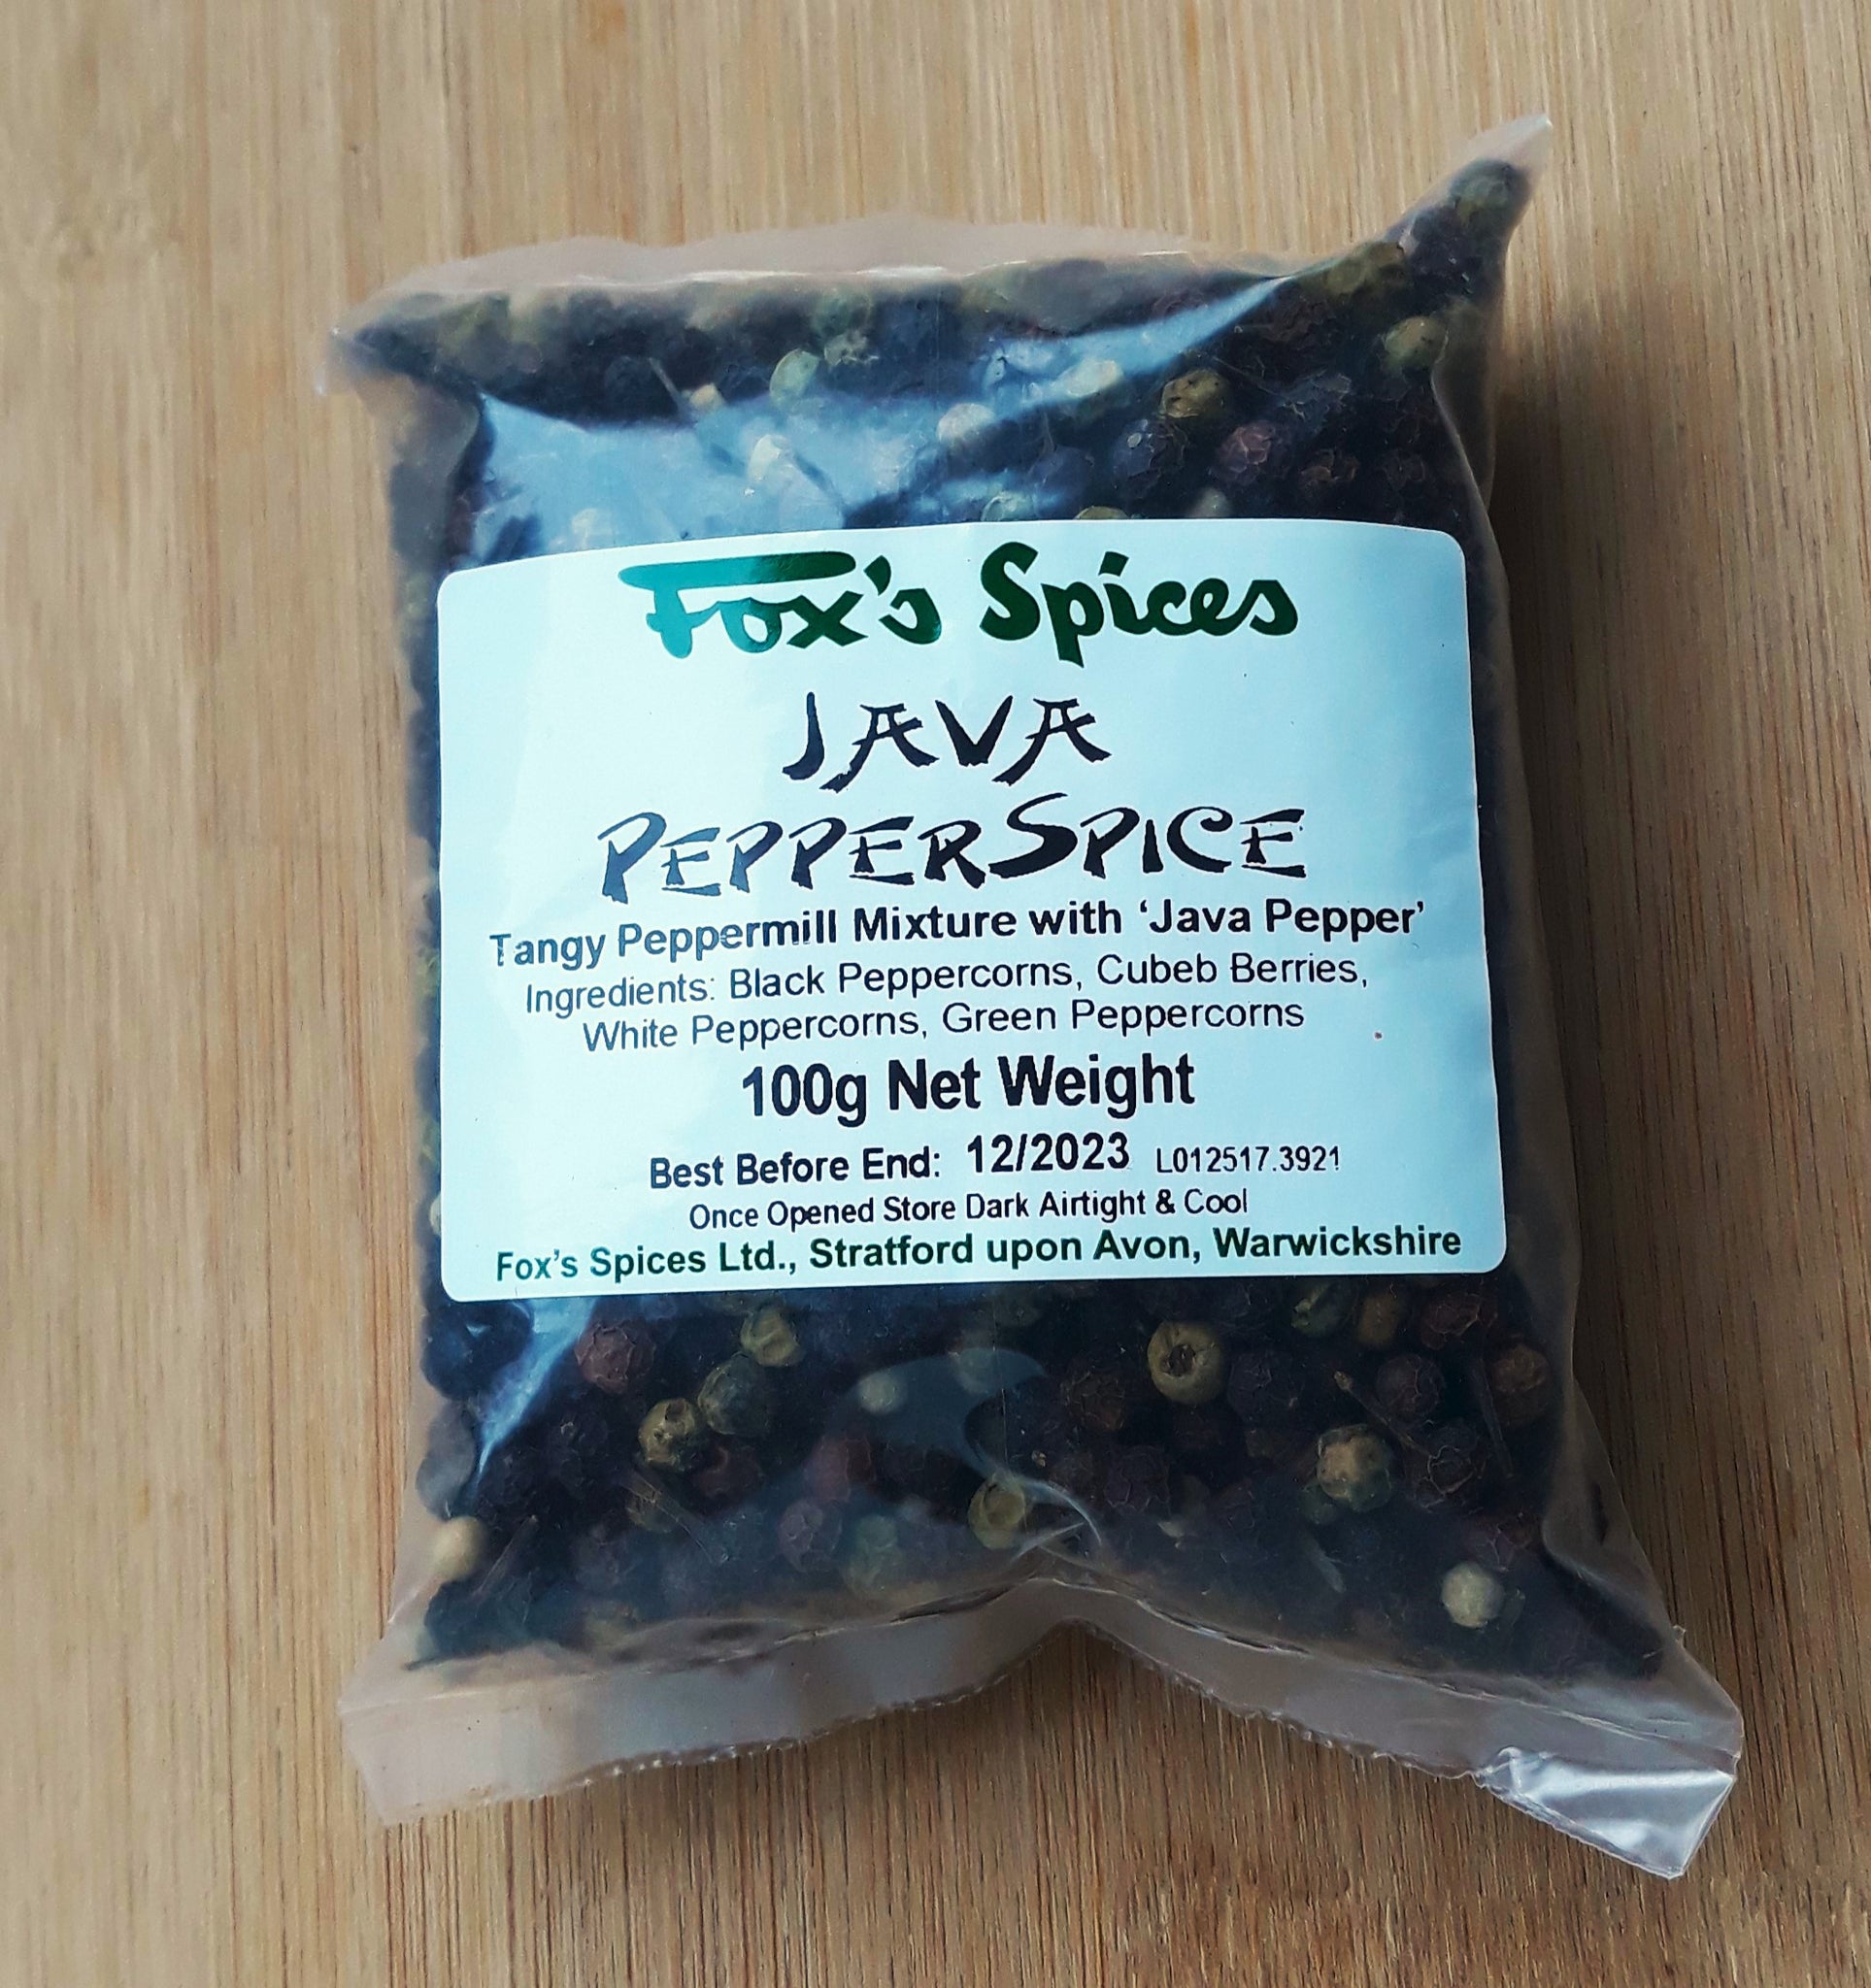 Fox's Spices
JAVA
PEPPERSPICE
Tangy Peppermill Mixture with ‘Java Pepper’
Ingredients: Black Peppercorns, Cubeb Berries,
White Peppercorns, Green Peppercorns
100g Net Weight
Best Before End: 12/2023 L012517.3921
Once Opened Store Dark Airtight & Cool
Fox's Spices Ltd., Stratford upon Avon, Warwickshire